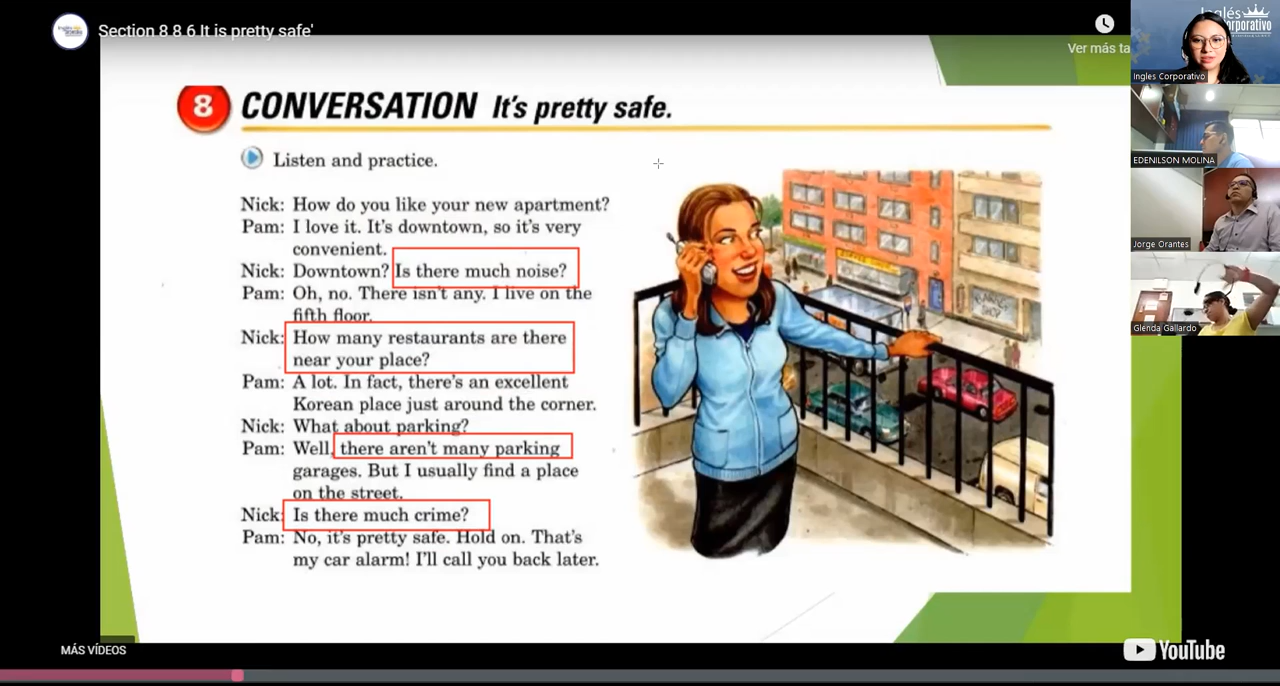 Section 8 8 6 It is pretty safe'
Ver más ta
Inglés
orporativo
Ingles Corporativo
EDENILSON MOLINA
Jorge Orantes
Glenda Gallardo
8 CONVERSATION It's pretty safe.
Listen and practice.
Nick: How do you like your new apartment?
Pam: I love it. It's downtown, so it's very
convenient.
Nick: Downtown? Is there much noise?
Pam: Oh, no. There isn't any. I live on the
fifth floor.
Nick: How many restaurants are there
near your place?
Pam: A lot. In fact, there's an excellent
Korean place just around the corner.
Nick: What about parking?
Pam: Well, there aren't many parking
garages. But I usually find a place
on the street.
Nick: Is there much crime?
Pam: No, it's pretty safe. Hold on. That's
my car alarm! I'll call you back later.
MÁS VÍDEOS
YouTube